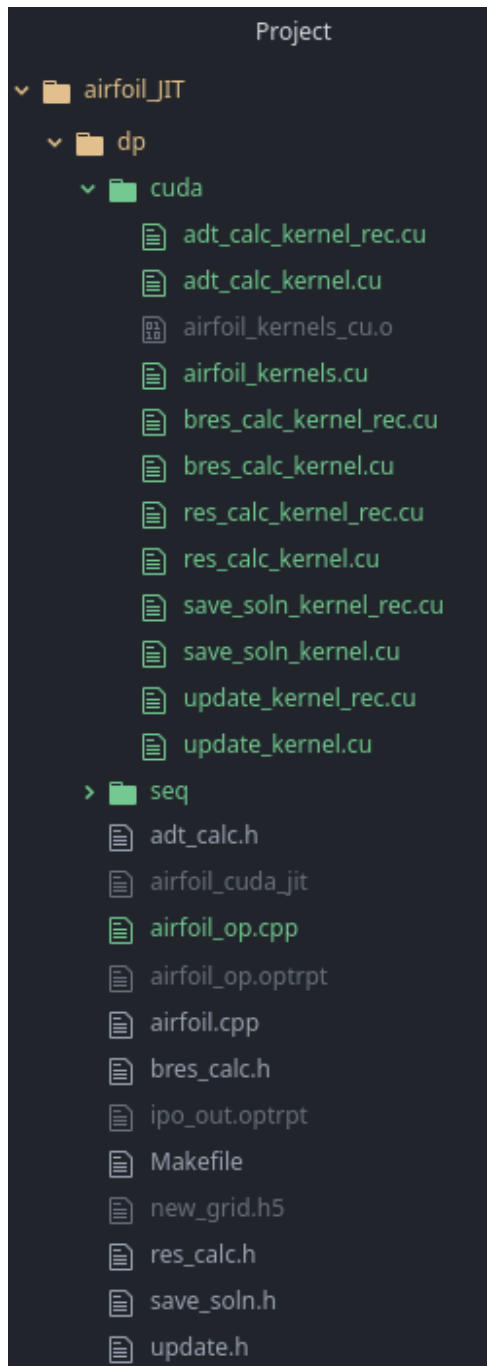 Project
airfoil_JIT
dp
cuda
adt_calc_kernel_rec.cu
adt_calc_kernel.cu
airfoil_kernels_cu.o
airfoil_kernels.cu
bres_calc_kernel_rec.cu
bres_calc_kernel.cu
res_calc_kernel_rec.cu
res_calc_kernel.cu
save_soln_kernel_rec.cu
save_soln_kernel.cu
update_kernel_rec.cu
update_kernel.cu
seq
adt_calc.h
airfoil_cuda_jit
airfoil_op.cpp
airfoil_op.optrpt
airfoil.cpp
bres_calc.h
ipo_out.optrpt
Makefile
new_grid.h5
res_calc.h
save_soln.h
update.h